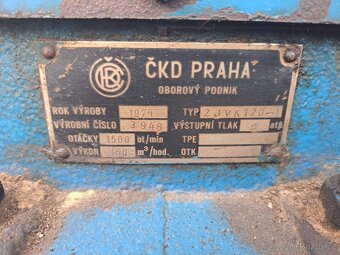 ČKD PRAHA
OBOROVÝ PODNIK
ROK VÝROBY 1974 TYP 2JVK120-1
VÝROBNÍ ČÍSLO 3946 VÝSTUPNÍ TLAK 8 atp
OTÁČKY 1500 ot/min TPE
VÝKON 180 m³/hod. OTK